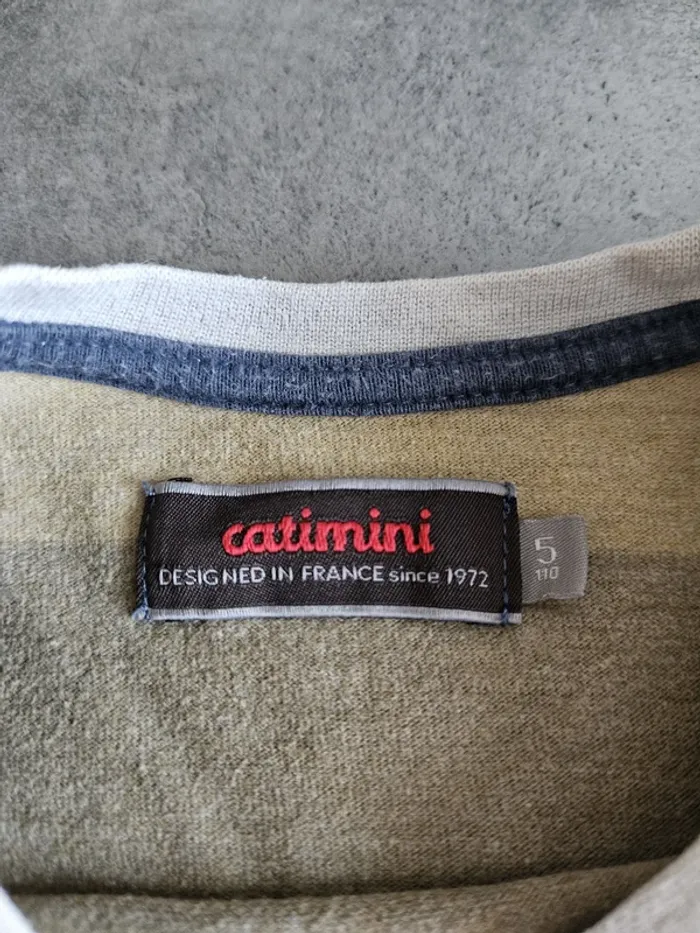 catimini
DESIGNED IN FRANCE since 1972
5
110